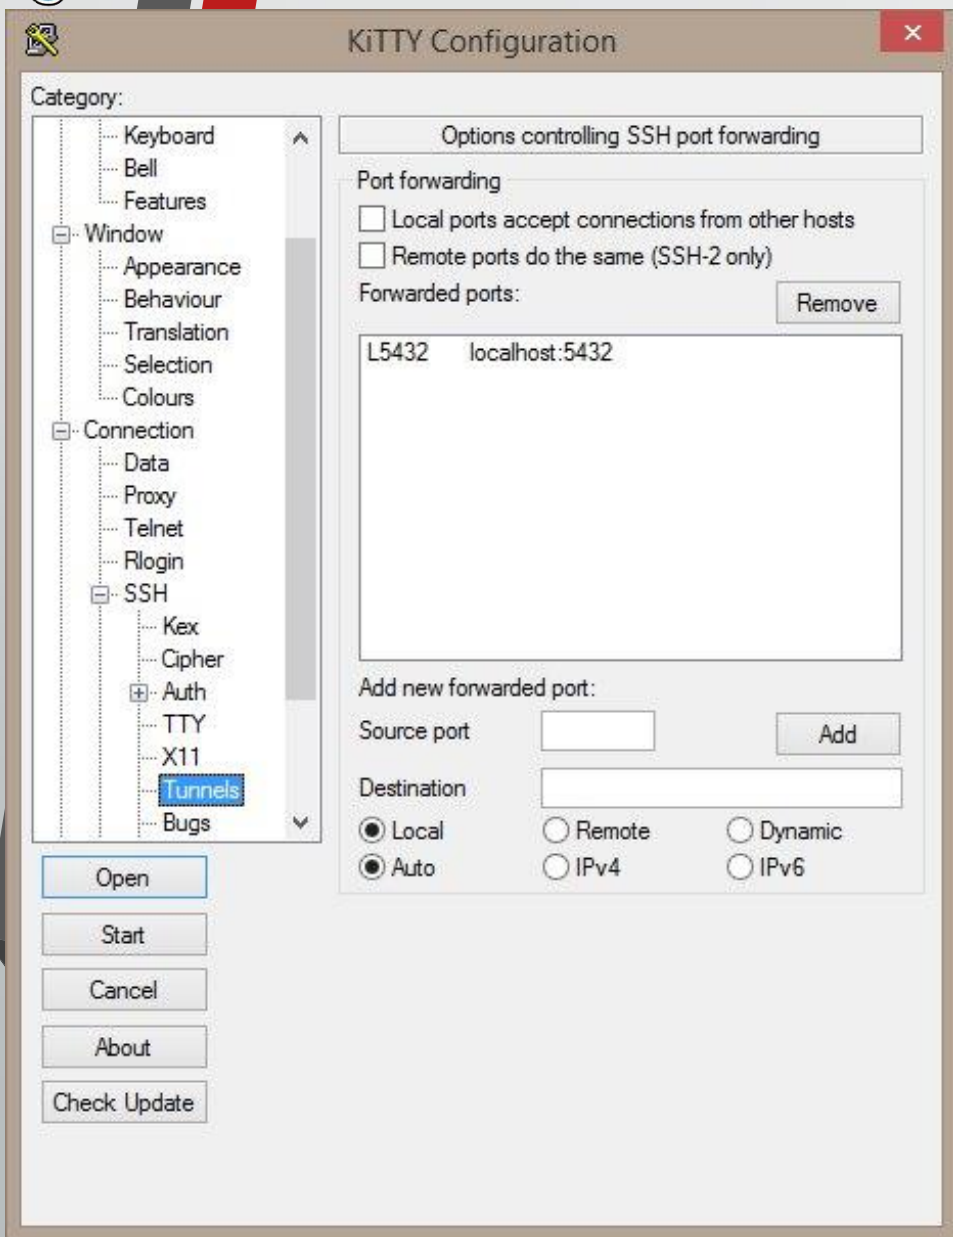 KiTTY Configuration
Category:
Keyboard
Bell
Features
Window
Appearance
Behaviour
Translation
Selection
Colours
Connection
Data
Proxy
Telnet
Rlogin
SSH
Kex
Cipher
Auth
TTY
X11
Tunnels
Bugs
Options controlling SSH port forwarding
Port forwarding
Local ports accept connections from other hosts
Remote ports do the same (SSH-2 only)
Forwarded ports:
Remove
L5432 localhost:5432
Add new forwarded port:
Source port
Add
Destination
Local Remote Dynamic
Auto IPv4 IPv6
Open
Start
Cancel
About
Check Update